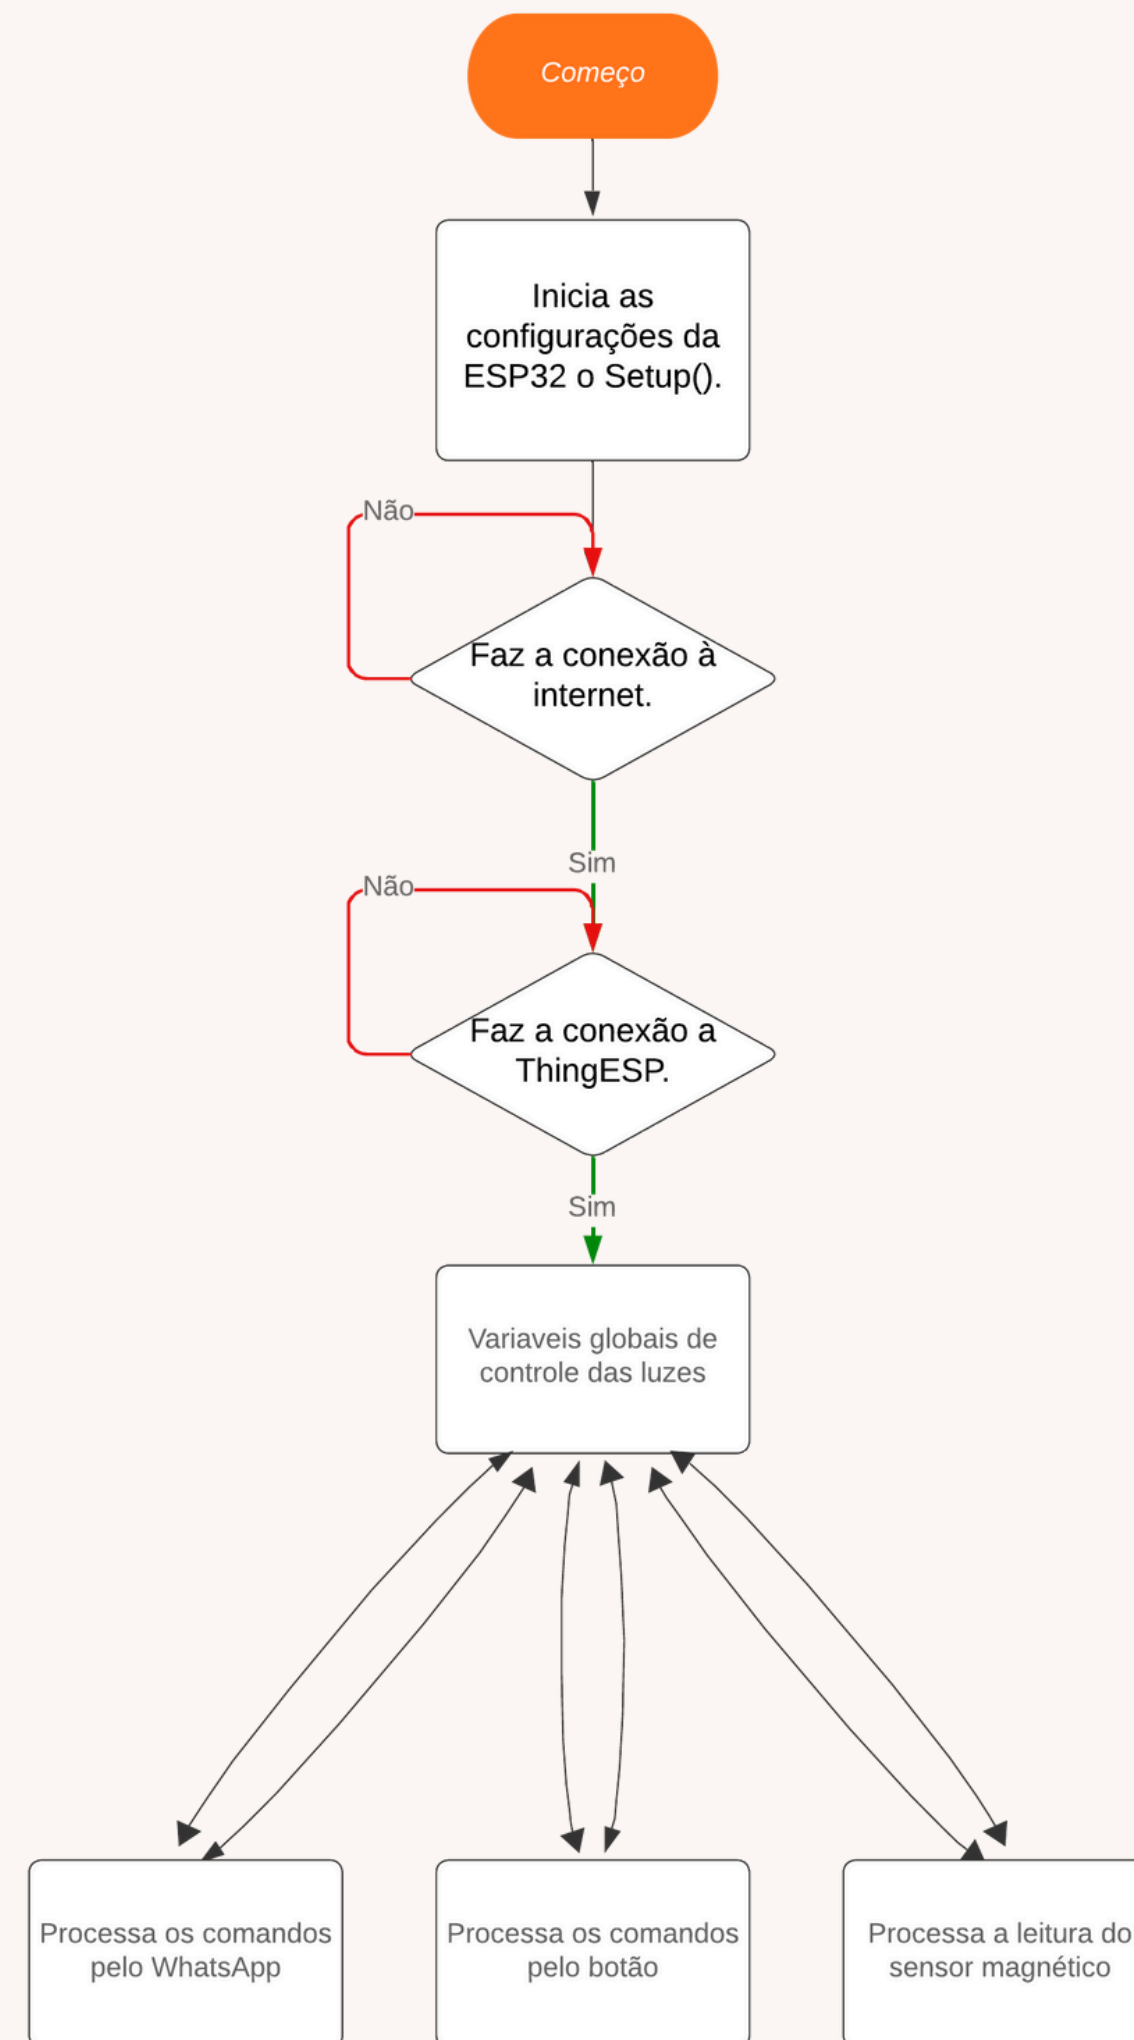 Começo
Inicia as
configurações da
ESP32 o Setup().
Não
Faz a conexão à
internet.
Sim
Não
Faz a conexão a
ThingESP.
Sim
Variaveis globais de
controle das luzes
Processa os comandos
pelo WhatsApp
Processa os comandos
pelo botão
Processa a leitura do
sensor magnético